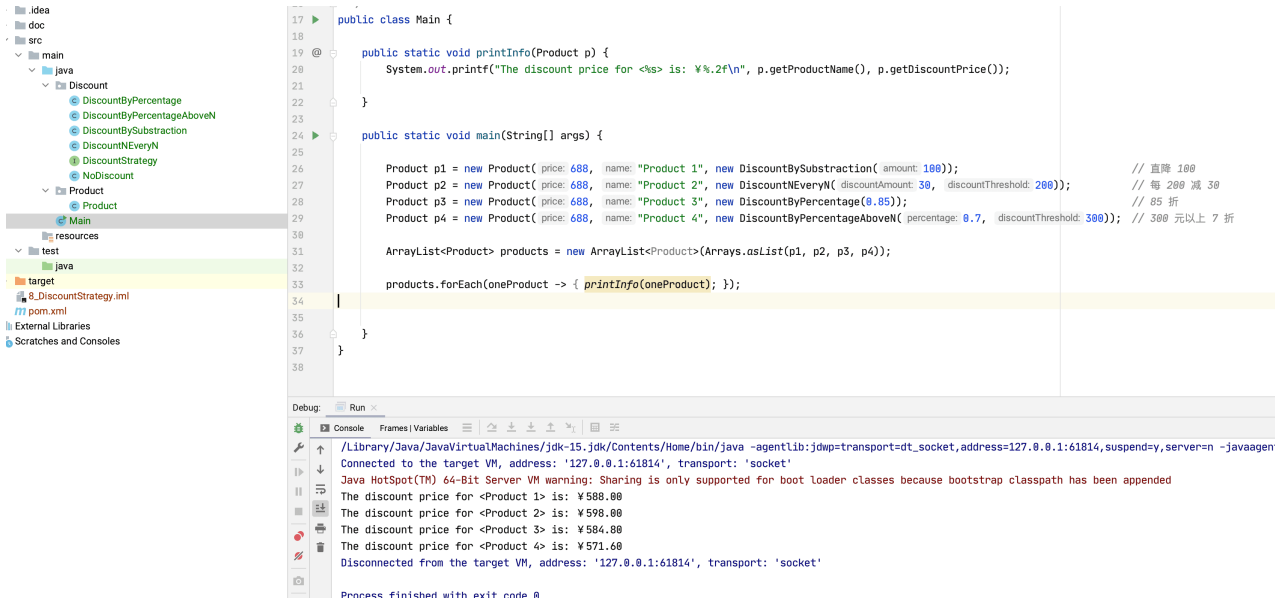 .idea
doc
src
main
java
Discount
DiscountByPercentage
DiscountByPercentageAboveN
DiscountBySubstraction
DiscountNEveryN
DiscountStrategy
NoDiscount
Product
Product
Main
resources
test
java
target
8_DiscountStrategy.iml
pom.xml
External Libraries
Scratches and Consoles
17 public class Main {
18
19 @ public static void printInfo(Product p) {
20 System.out.printf("The discount price for <%s> is: ¥%.2f\n", p.getProductName(), p.getDiscountPrice());
21
22 }
23
24 public static void main(String[] args) {
25
26 Product p1 = new Product( price: 688, name: "Product 1", new DiscountBySubstraction( amount: 100)); // 直降 100
27 Product p2 = new Product( price: 688, name: "Product 2", new DiscountNEveryN( discountAmount: 30, discountThreshold: 200)); // 每 200 减 30
28 Product p3 = new Product( price: 688, name: "Product 3", new DiscountByPercentage(0.85)); // 85 折
29 Product p4 = new Product( price: 688, name: "Product 4", new DiscountByPercentageAboveN( percentage: 0.7, discountThreshold: 300)); // 300 元以上 7 折
30
31 ArrayList<Product> products = new ArrayList<Product>(Arrays.asList(p1, p2, p3, p4));
32
33 products.forEach(oneProduct -> { printInfo(oneProduct); });
34
35
36 }
37 }
38
Debug: Run
Console Frames | Variables
/Library/Java/JavaVirtualMachines/jdk-15.jdk/Contents/Home/bin/java -agentlib:jdwp=transport=dt_socket,address=127.0.0.1:61814,suspend=y,server=n -javaagent
Connected to the target VM, address: '127.0.0.1:61814', transport: 'socket'
Java HotSpot(TM) 64-Bit Server VM warning: Sharing is only supported for boot loader classes because bootstrap classpath has been appended
The discount price for <Product 1> is: ¥588.00
The discount price for <Product 2> is: ¥598.00
The discount price for <Product 3> is: ¥584.80
The discount price for <Product 4> is: ¥571.60
Disconnected from the target VM, address: '127.0.0.1:61814', transport: 'socket'
Process finished with exit code 0